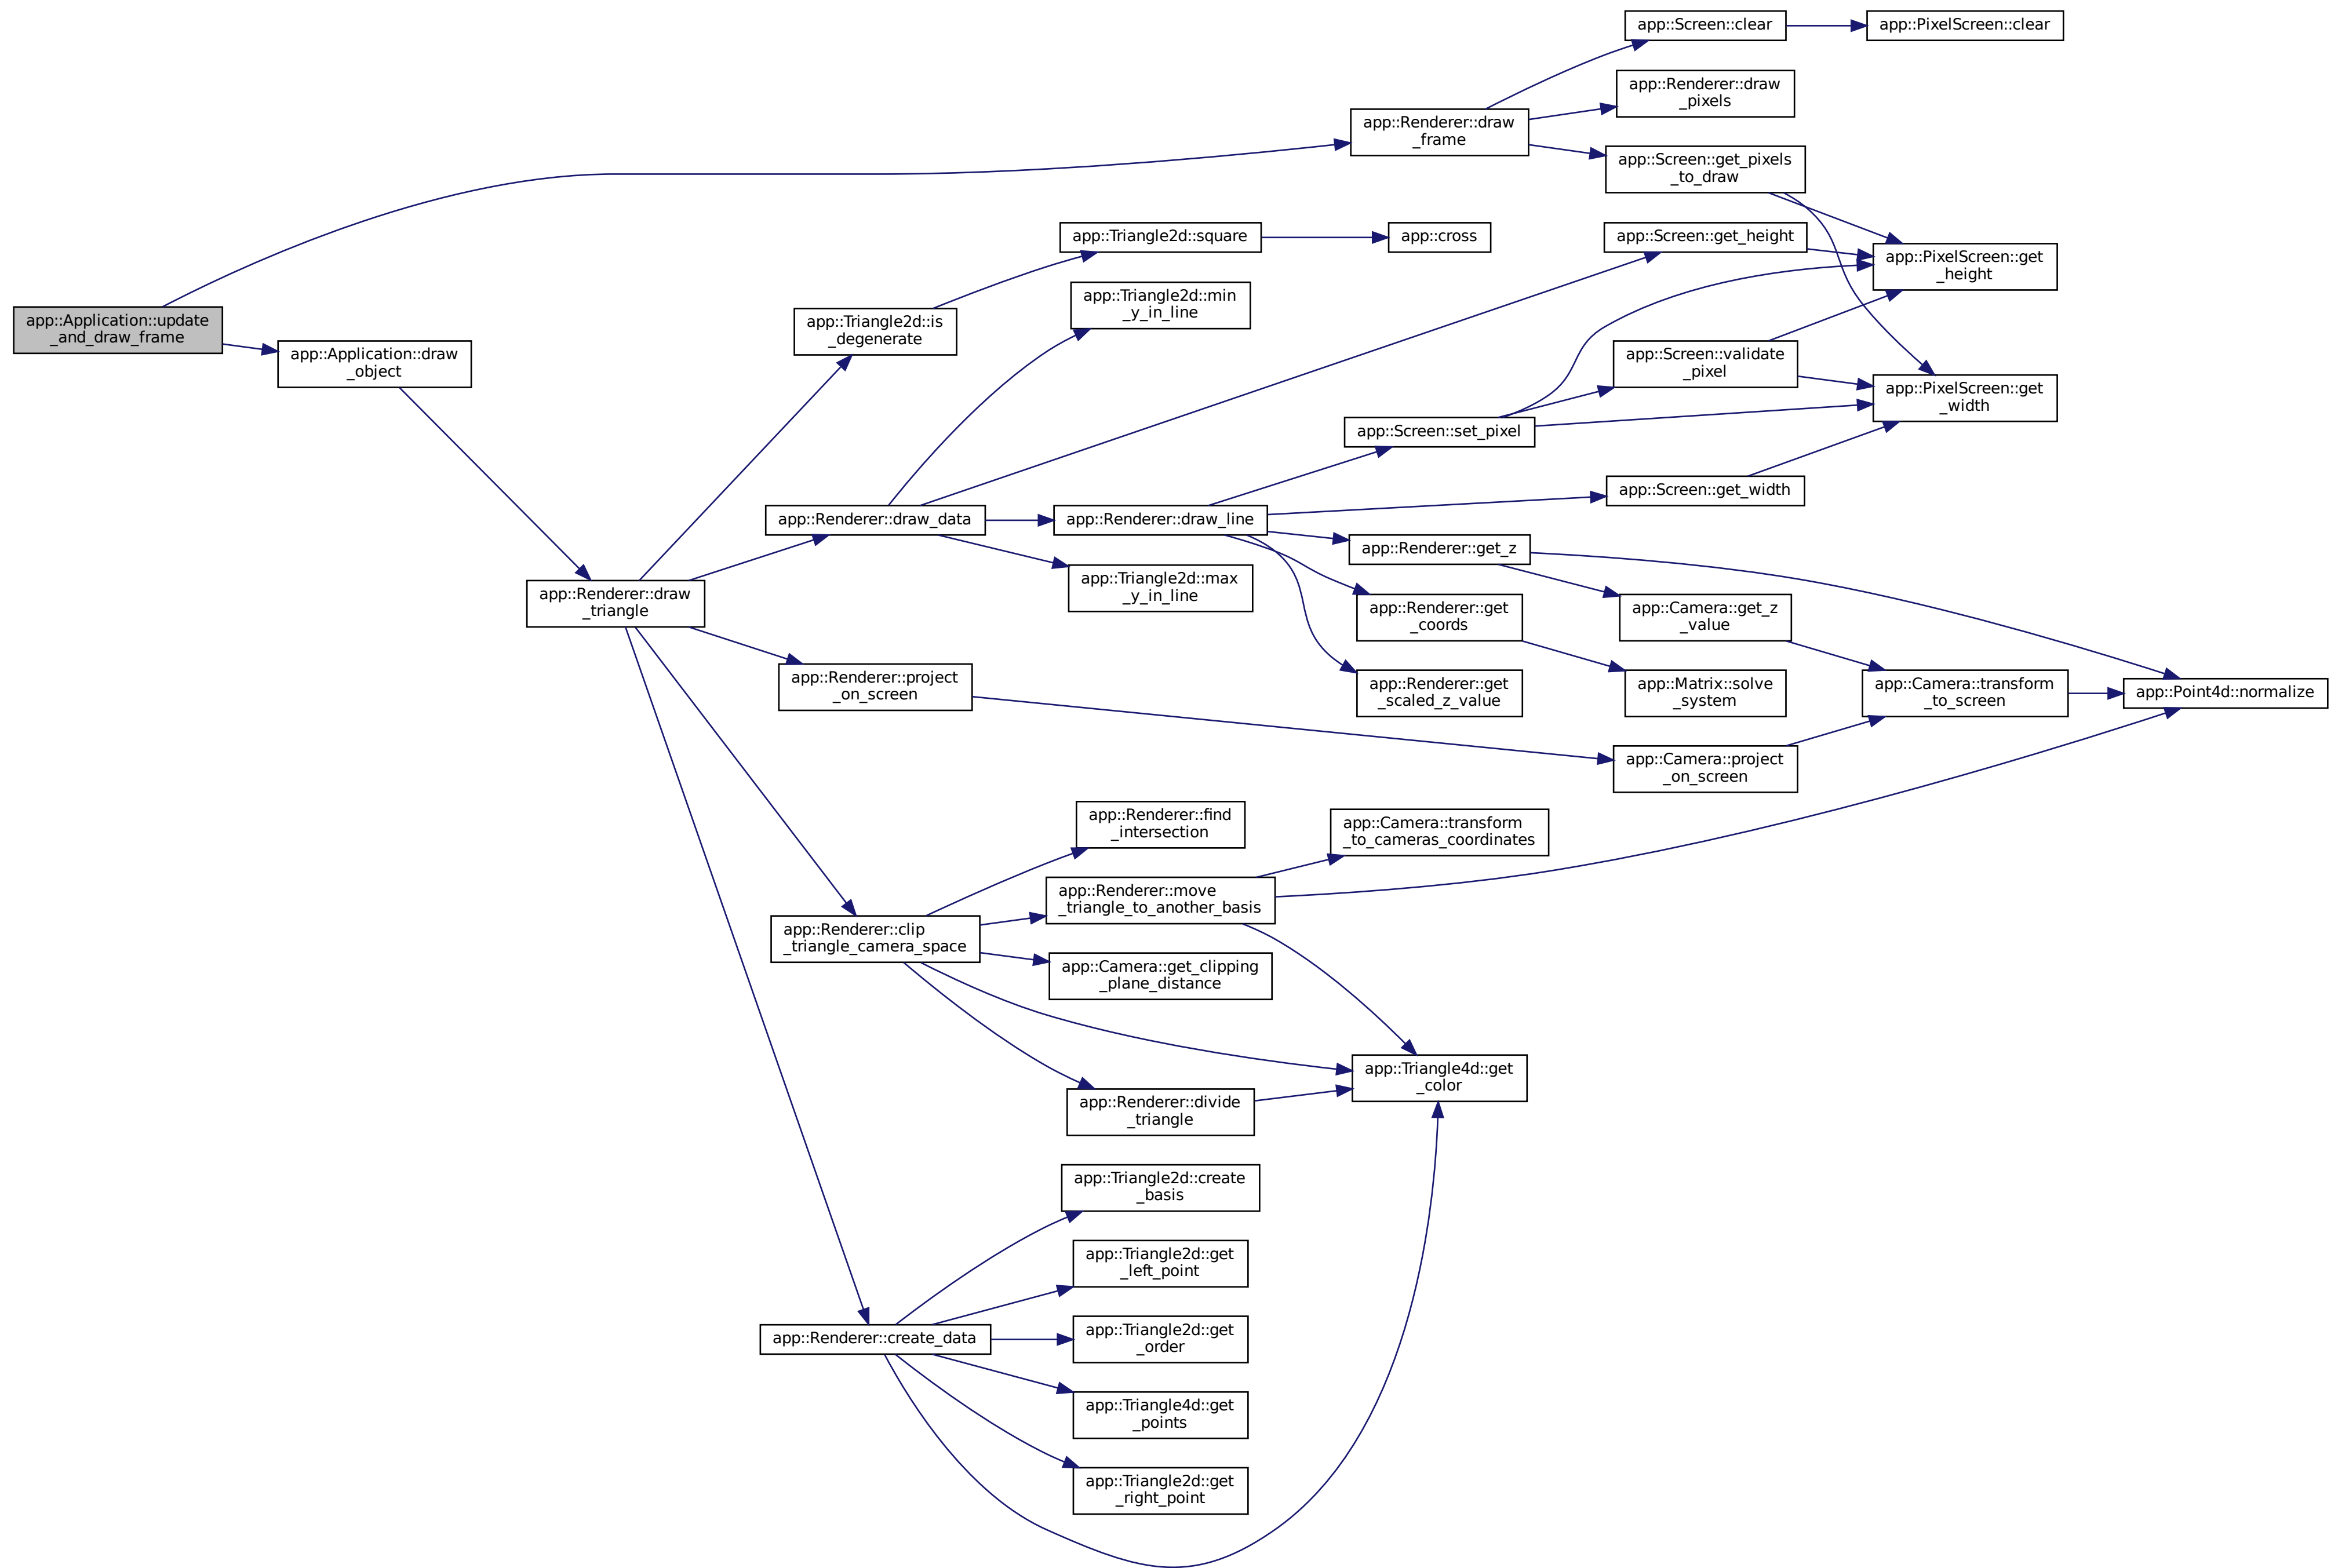 app::Application::update
_and_draw_frame
app::Application::draw
_object
app::Renderer::draw
_triangle
app::Triangle2d::is
_degenerate
app::Renderer::draw_data
app::Renderer::project
_on_screen
app::Renderer::clip
_triangle_camera_space
app::Renderer::create_data
app::Triangle2d::square
app::Triangle2d::min
_y_in_line
app::Renderer::draw_line
app::Triangle2d::max
_y_in_line
app::Renderer::find
_intersection
app::Renderer::move
_triangle_to_another_basis
app::Camera::get_clipping
_plane_distance
app::Renderer::divide
_triangle
app::Triangle2d::create
_basis
app::Triangle2d::get
_left_point
app::Triangle2d::get
_order
app::Triangle4d::get
_points
app::Triangle2d::get
_right_point
app::Renderer::draw
_frame
app::cross
app::Screen::set_pixel
app::Renderer::get_z
app::Renderer::get
_coords
app::Renderer::get
_scaled_z_value
app::Camera::transform
_to_cameras_coordinates
app::Triangle4d::get
_color
app::Screen::clear
app::Renderer::draw
_pixels
app::Screen::get_pixels
_to_draw
app::Screen::get_height
app::Screen::validate
_pixel
app::Screen::get_width
app::Camera::get_z
_value
app::Matrix::solve
_system
app::Camera::project
_on_screen
app::PixelScreen::clear
app::PixelScreen::get
_height
app::PixelScreen::get
_width
app::Camera::transform
_to_screen
app::Point4d::normalize